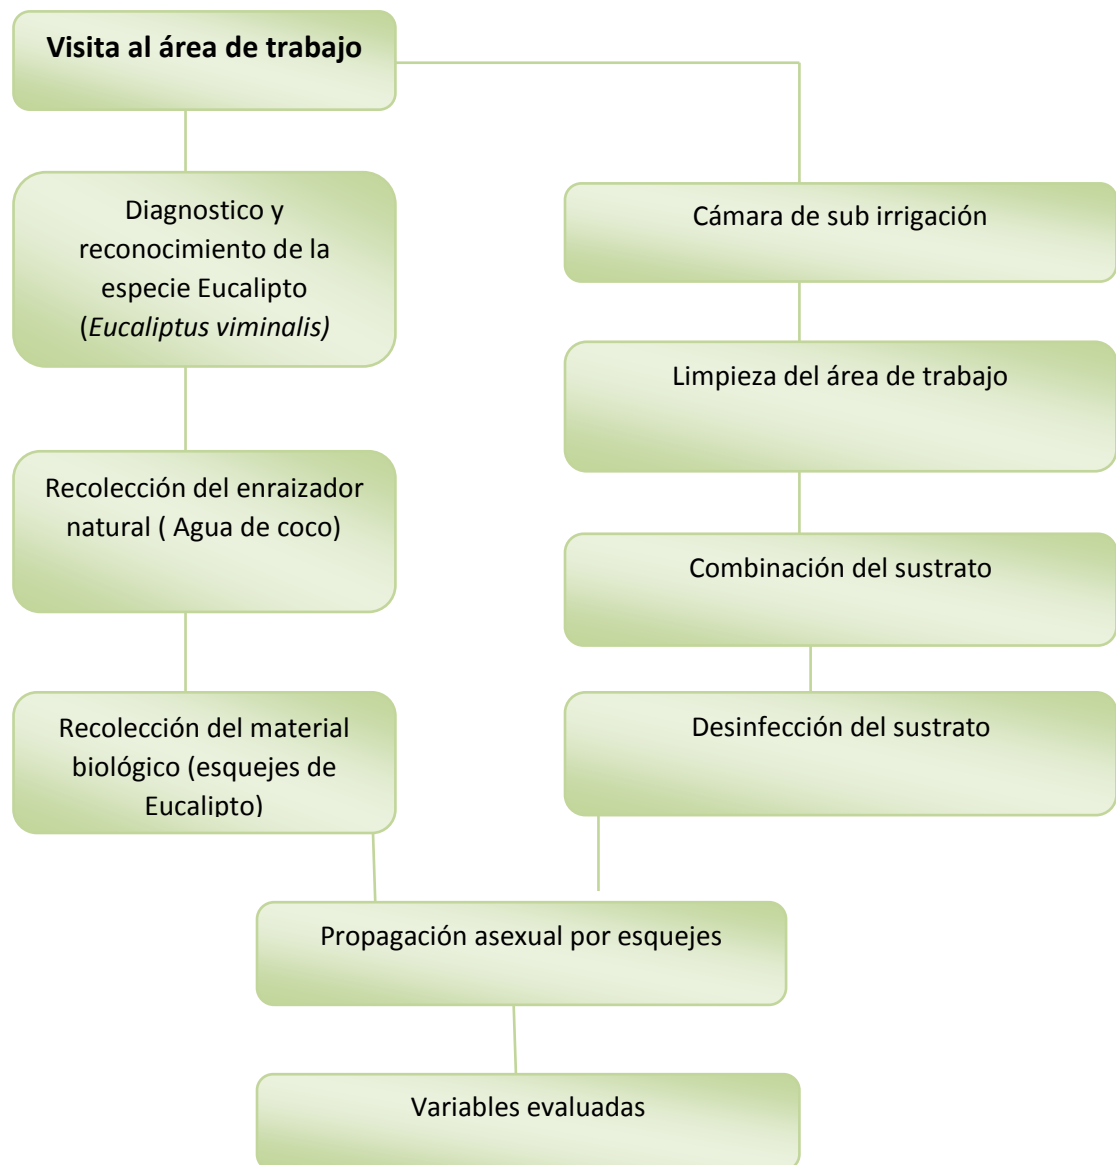 Visita al área de trabajo
Diagnostico y
reconocimiento de la
especie Eucalipto
(Eucaliptus viminalis)
Recolección del enraizador
natural ( Agua de coco)
Recolección del material
biológico (esquejes de
Eucalipto)
Cámara de sub irrigación
Limpieza del área de trabajo
Combinación del sustrato
Desinfección del sustrato
Propagación asexual por esquejes
Variables evaluadas